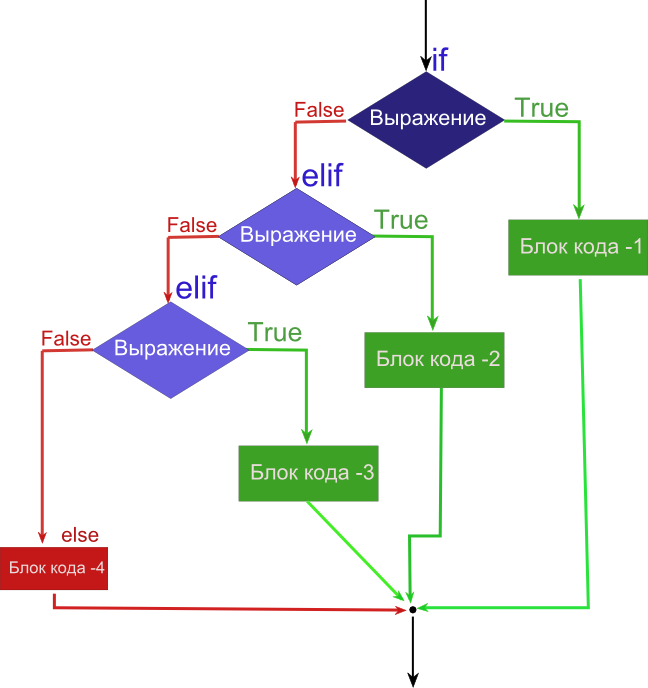 if
Выражение
False
True
elif
Выражение
False
True
Блок кода -1
elif
Выражение
False
True
Блок кода -2
Блок кода -3
else
Блок кода -4